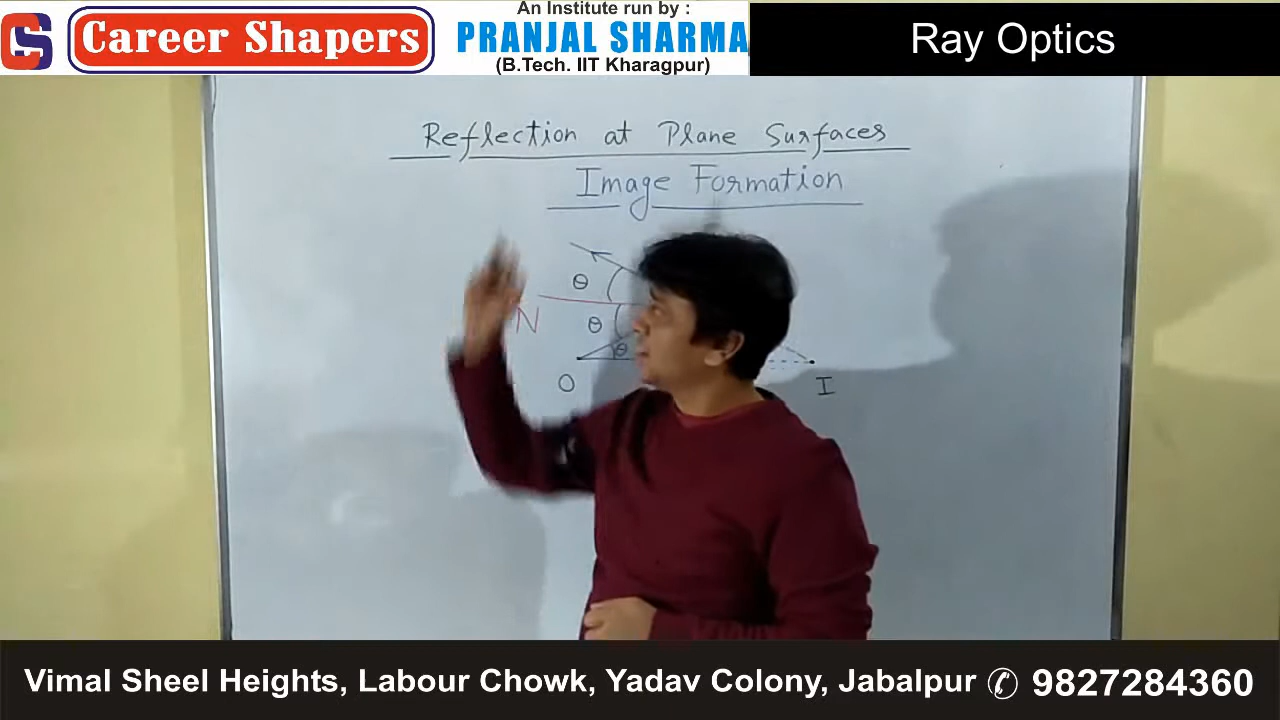 CS Career Shapers
An Institute run by :
PRANJAL SHARMA
(B.Tech. IIT Kharagpur)
Ray Optics
Reflection at Plane Surfaces
Image Formation
θ
N
θ
θ
O
I
Vimal Sheel Heights, Labour Chowk, Yadav Colony, Jabalpur ✆ 9827284360